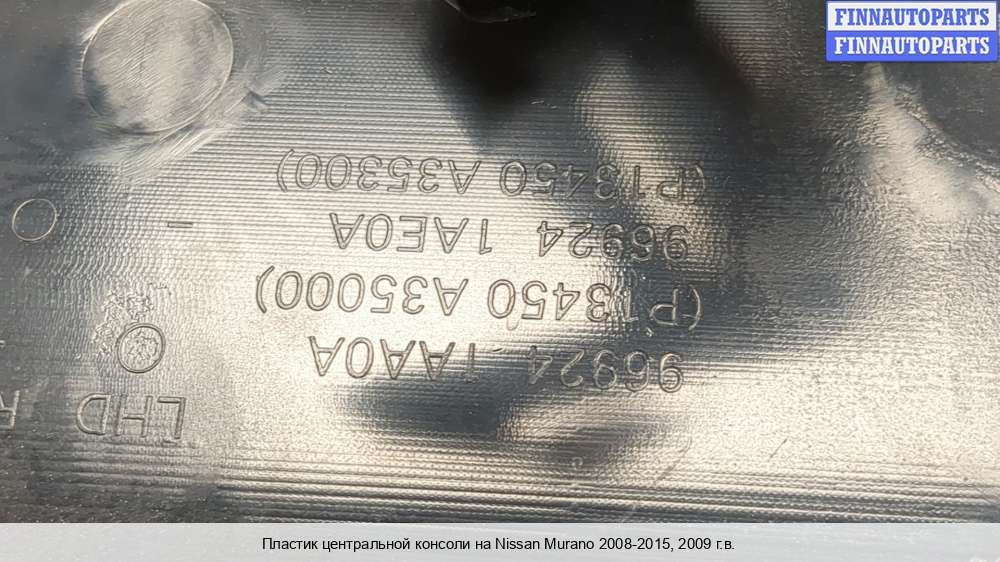 FINNAUTOPARTS
FINNAUTOPARTS
96924 1AA0A
(P13450 A35000)
96924 1AE0A
(P13450 A35300)
LHD
R
Пластик центральной консоли на Nissan Murano 2008-2015, 2009 г.в.